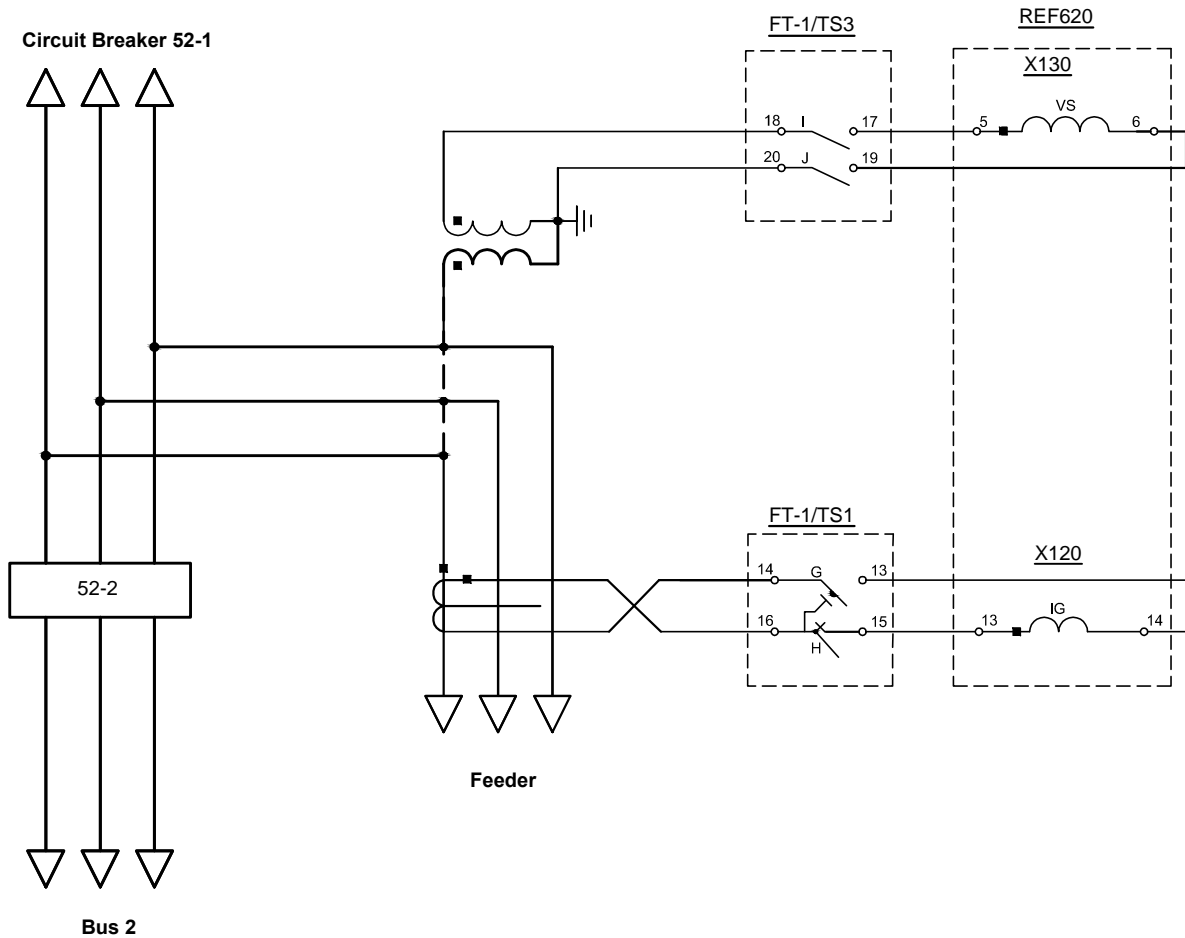 FT-1/TS3
REF620
Circuit Breaker 52-1
X130
VS
18
I
17
5
6
20
J
19
FT-1/TS1
X120
52-2
14
G
13
IG
16
H
15
13
14
Feeder
Bus 2